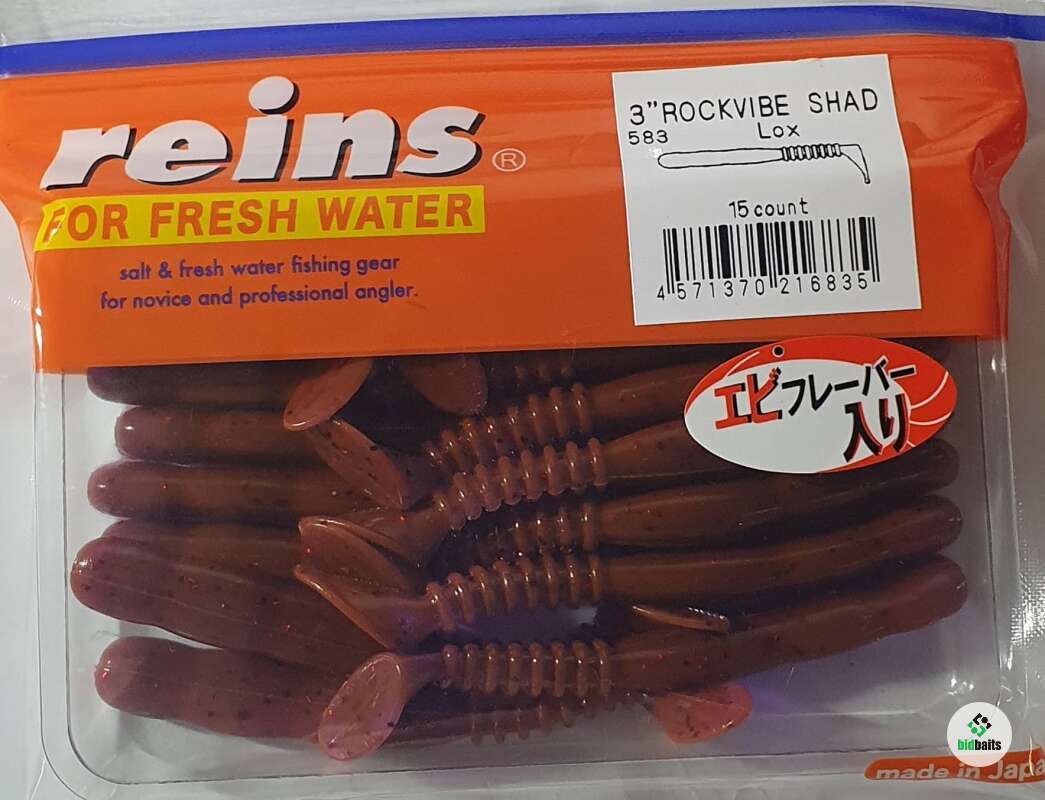 reins®
FOR FRESH WATER
salt & fresh water fishing gear
for novice and professional angler.
3”ROCKVIBE SHAD
583 Lox
15 count
4 571370 216835
エビフレーバー
入り
bidbaits
made in Japa